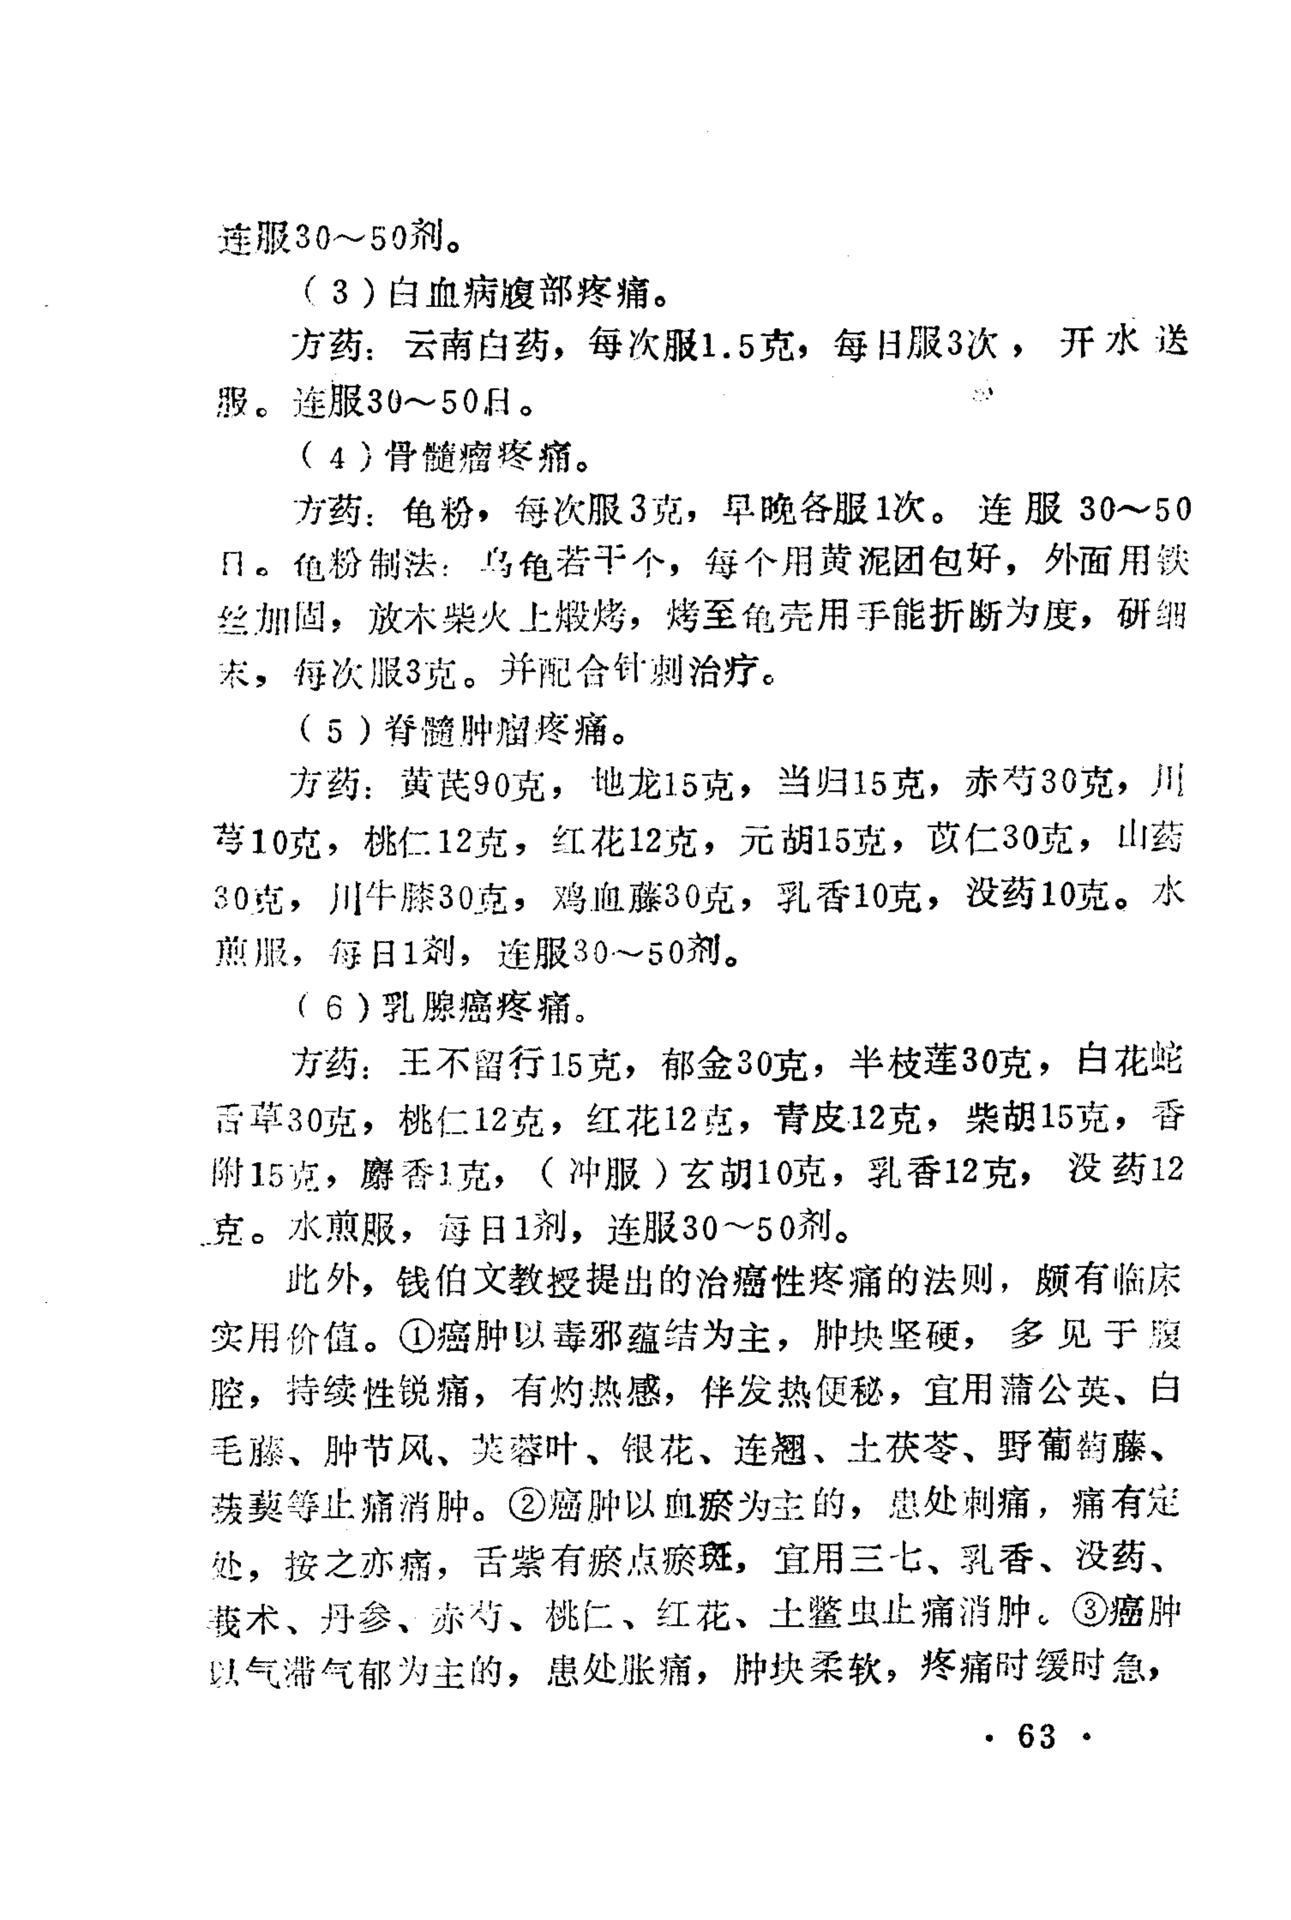 连服30～50剂。
（3）白血病腹部疼痛。
方药：云南白药，每次服1.5克，每日服3次，开水送
服。连服30～50日。
（4）骨髓瘤疼痛。
方药：龟粉，每次服3克，早晚各服1次。连服30～50
日。龟粉制法：乌龟若干个，每个用黄泥团包好，外面用铁
丝加固，放木柴火上煅烤，烤至龟壳用手能折断为度，研细
末，每次服3克。并配合针刺治疗。
（5）脊髓肿瘤疼痛。
方药：黄芪90克，地龙15克，当归15克，赤芍30克，川
芎10克，桃仁12克，红花12克，元胡15克，苡仁30克，山药
30克，川牛膝30克，鸡血藤30克，乳香10克，没药10克。水
煎服，每日1剂，连服30～50剂。
（6）乳腺癌疼痛。
方药：王不留行15克，郁金30克，半枝莲30克，白花蛇
舌草30克，桃仁12克，红花12克，青皮12克，柴胡15克，香
附15克，麝香1克，（冲服）玄胡10克，乳香12克，没药12
克。水煎服，每日1剂，连服30～50剂。
此外，钱伯文教授提出的治癌性疼痛的法则，颇有临床
实用价值。①癌肿以毒邪蕴结为主，肿块坚硬，多见于腹
腔，持续性锐痛，有灼热感，伴发热便秘，宜用蒲公英、白
毛藤、肿节风、芙蓉叶、银花、连翘、土茯苓、野葡萄藤、
菝葜等止痛消肿。②癌肿以血瘀为主的，患处刺痛，痛有定
处，按之亦痛，舌紫有瘀点瘀斑，宜用三七、乳香、没药、
莪术、丹参、赤芍、桃仁、红花、土鳖虫止痛消肿。③癌肿
以气滞气郁为主的，患处胀痛，肿块柔软，疼痛时缓时急，
· 63 ·